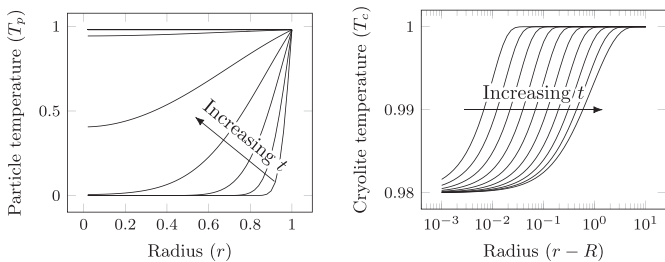 Particle temperature (T_p)
1
0.5
0
Increasing t
0 0.2 0.4 0.6 0.8 1
Radius (r)
Cryolite temperature (T_c)
1
0.99
0.98
Increasing t
10^{-3} 10^{-2} 10^{-1} 10^0 10^1
Radius (r − R)